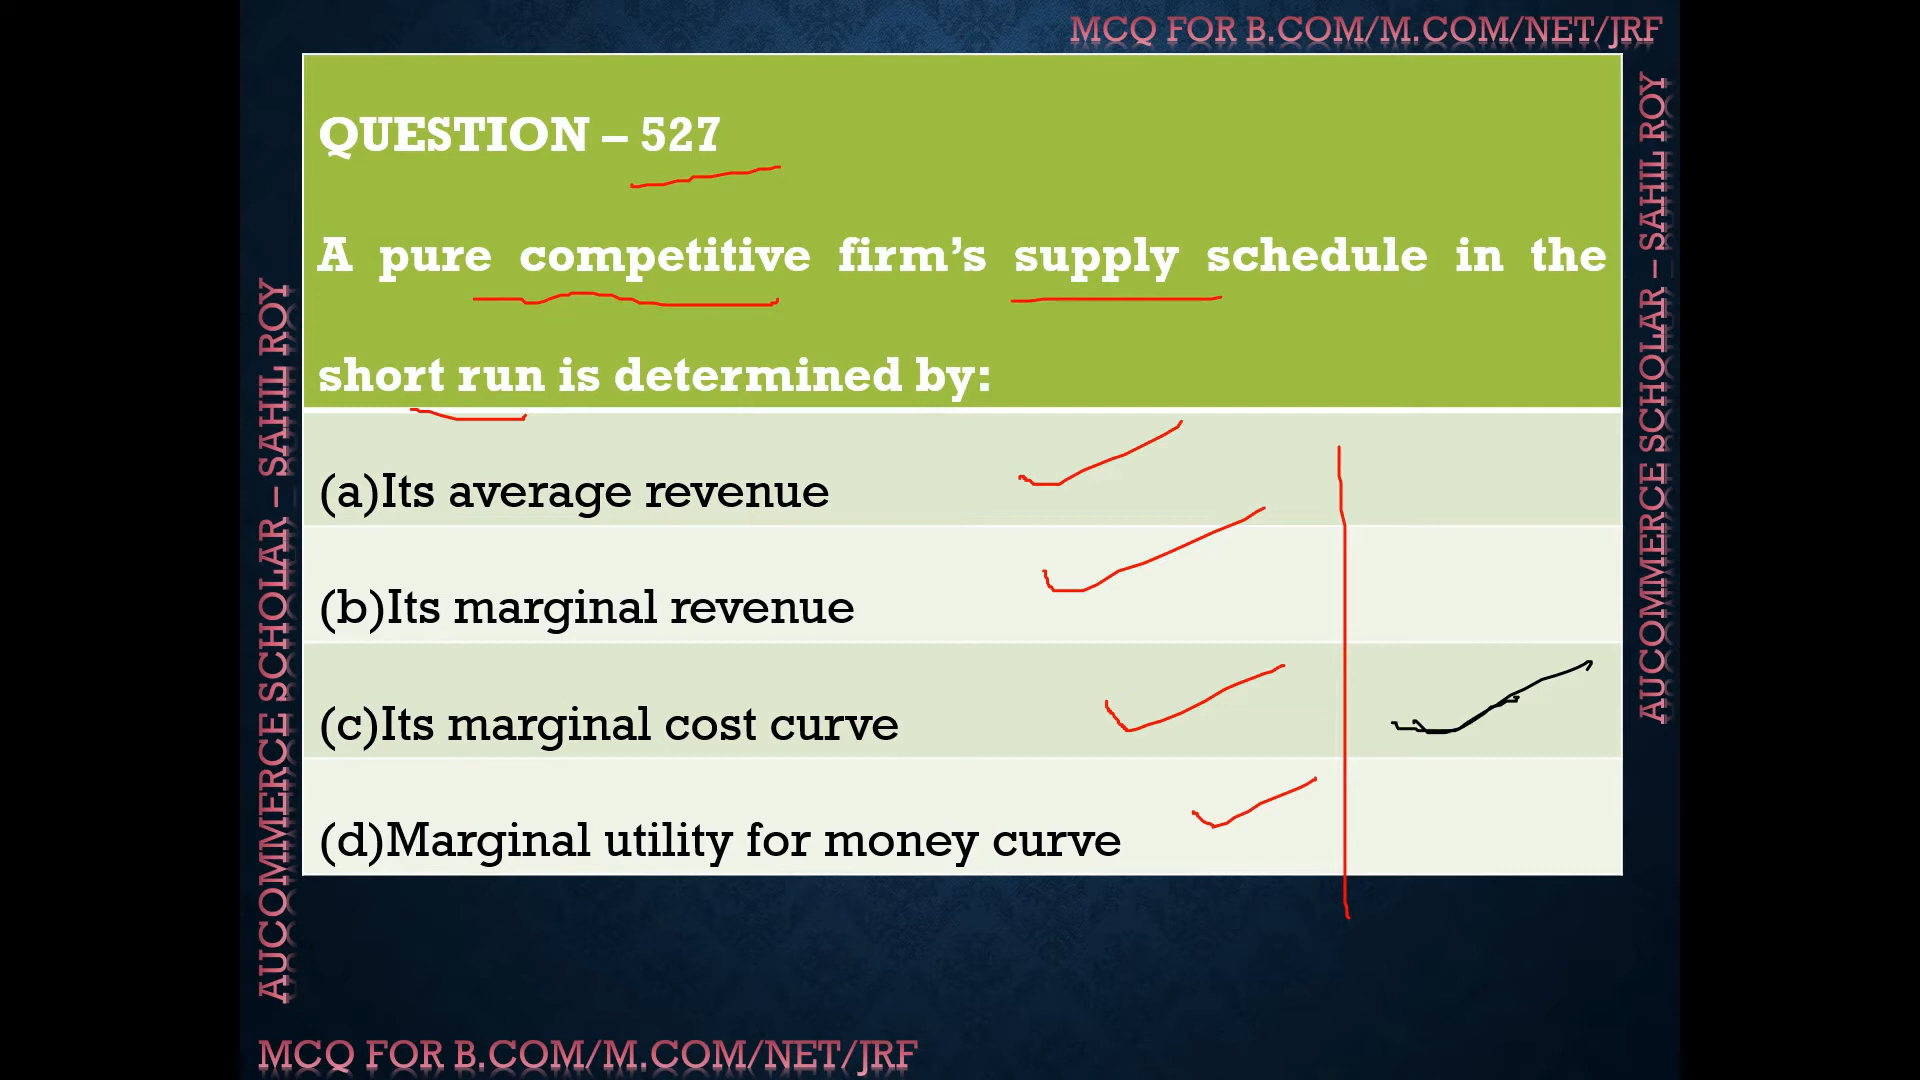 MCQ FOR B.COM/M.COM/NET/JRF
QUESTION – 527
A pure competitive firm’s supply schedule in the
short run is determined by:
(a)Its average revenue
(b)Its marginal revenue
(c)Its marginal cost curve
(d)Marginal utility for money curve
AUCOMMERCE SCHOLAR – SAHIL ROY
AUCOMMERCE SCHOLAR – SAHIL ROY
MCQ FOR B.COM/M.COM/NET/JRF